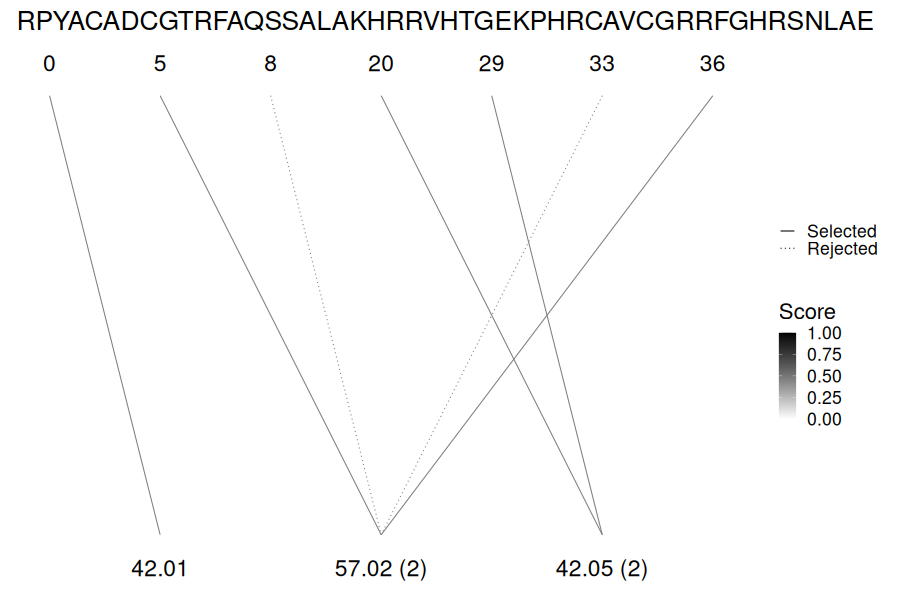 RPYACADCGTRFAQSSALAKHRRVHTGEKPHRCAVCGRRFGHRSNLAE
0 5 8 20 29 33 36
Selected
Rejected
Score
1.00
0.75
0.50
0.25
0.00
42.01 57.02 (2) 42.05 (2)